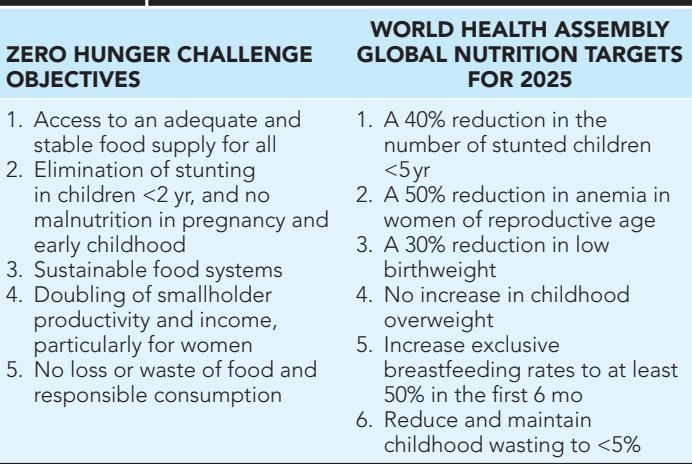 ZERO HUNGER CHALLENGE
OBJECTIVES
1. Access to an adequate and
stable food supply for all
2. Elimination of stunting
in children <2 yr, and no
malnutrition in pregnancy and
early childhood
3. Sustainable food systems
4. Doubling of smallholder
productivity and income,
particularly for women
5. No loss or waste of food and
responsible consumption
WORLD HEALTH ASSEMBLY
GLOBAL NUTRITION TARGETS
FOR 2025
1. A 40% reduction in the
number of stunted children
<5 yr
2. A 50% reduction in anemia in
women of reproductive age
3. A 30% reduction in low
birthweight
4. No increase in childhood
overweight
5. Increase exclusive
breastfeeding rates to at least
50% in the first 6 mo
6. Reduce and maintain
childhood wasting to <5%